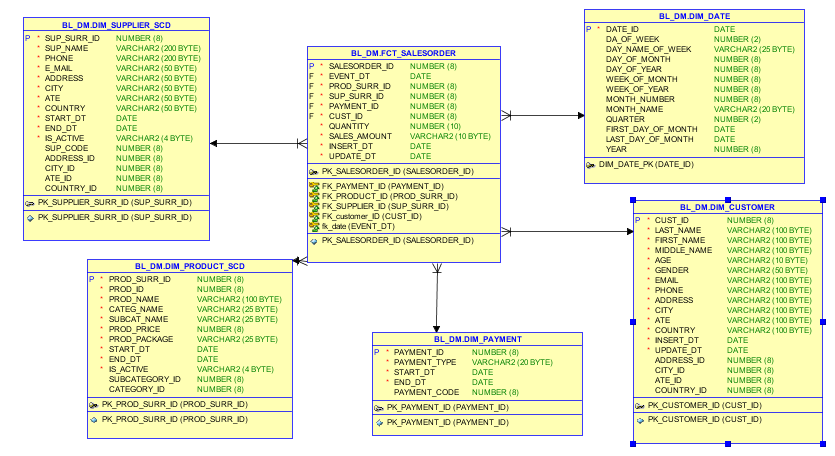 BL_DM.DIM_SUPPLIER_SCD
P * SUP_SURR_ID NUMBER (8)
* SUP_NAME VARCHAR2 (200 BYTE)
* PHONE VARCHAR2 (200 BYTE)
* E_MAIL VARCHAR2 (50 BYTE)
* ADDRESS VARCHAR2 (50 BYTE)
* CITY VARCHAR2 (50 BYTE)
* ATE VARCHAR2 (50 BYTE)
* COUNTRY VARCHAR2 (50 BYTE)
* START_DT DATE
* END_DT DATE
* IS_ACTIVE VARCHAR2 (4 BYTE)
SUP_CODE NUMBER (8)
ADDRESS_ID NUMBER (8)
CITY_ID NUMBER (8)
ATE_ID NUMBER (8)
COUNTRY_ID NUMBER (8)
PK_SUPPLIER_SURR_ID (SUP_SURR_ID)
PK_SUPPLIER_SURR_ID (SUP_SURR_ID)
BL_DM.FCT_SALESORDER
P * SALESORDER_ID NUMBER (8)
F * EVENT_DT DATE
F * PROD_SURR_ID NUMBER (8)
F * SUP_SURR_ID NUMBER (8)
F * PAYMENT_ID NUMBER (8)
F * CUST_ID NUMBER (8)
* QUANTITY NUMBER (10)
* SALES_AMOUNT VARCHAR2 (10 BYTE)
* INSERT_DT DATE
* UPDATE_DT DATE
PK_SALESORDER_ID (SALESORDER_ID)
FK_PAYMENT_ID (PAYMENT_ID)
FK_PRODUCT_ID (PROD_SURR_ID)
FK_SUPPLIER_ID (SUP_SURR_ID)
FK_customer_ID (CUST_ID)
fk_date (EVENT_DT)
PK_SALESORDER_ID (SALESORDER_ID)
BL_DM.DIM_DATE
P * DATE_ID DATE
DA_OF_WEEK NUMBER (2)
DAY_NAME_OF_WEEK VARCHAR2 (25 BYTE)
DAY_OF_MONTH NUMBER (8)
DAY_OF_YEAR NUMBER (8)
WEEK_OF_MONTH NUMBER (8)
WEEK_OF_YEAR NUMBER (8)
MONTH_NUMBER NUMBER (8)
MONTH_NAME VARCHAR2 (20 BYTE)
QUARTER NUMBER (2)
FIRST_DAY_OF_MONTH DATE
LAST_DAY_OF_MONTH DATE
YEAR NUMBER (8)
DIM_DATE_PK (DATE_ID)
BL_DM.DIM_PRODUCT_SCD
P * PROD_SURR_ID NUMBER (8)
* PROD_ID NUMBER (8)
* PROD_NAME VARCHAR2 (100 BYTE)
* CATEG_NAME VARCHAR2 (25 BYTE)
* SUBCAT_NAME VARCHAR2 (25 BYTE)
* PROD_PRICE NUMBER (8)
* PROD_PACKAGE VARCHAR2 (25 BYTE)
* START_DT DATE
* END_DT DATE
* IS_ACTIVE VARCHAR2 (4 BYTE)
SUBCATEGORY_ID NUMBER (8)
CATEGORY_ID NUMBER (8)
PK_PROD_SURR_ID (PROD_SURR_ID)
PK_PROD_SURR_ID (PROD_SURR_ID)
BL_DM.DIM_PAYMENT
P * PAYMENT_ID NUMBER (8)
* PAYMENT_TYPE VARCHAR2 (20 BYTE)
* START_DT DATE
* END_DT DATE
PAYMENT_CODE NUMBER (8)
PK_PAYMENT_ID (PAYMENT_ID)
PK_PAYMENT_ID (PAYMENT_ID)
BL_DM.DIM_CUSTOMER
P * CUST_ID NUMBER (8)
* LAST_NAME VARCHAR2 (100 BYTE)
* FIRST_NAME VARCHAR2 (100 BYTE)
* MIDDLE_NAME VARCHAR2 (100 BYTE)
* AGE VARCHAR2 (10 BYTE)
* GENDER VARCHAR2 (50 BYTE)
* EMAIL VARCHAR2 (100 BYTE)
* PHONE VARCHAR2 (100 BYTE)
* ADDRESS VARCHAR2 (100 BYTE)
* CITY VARCHAR2 (100 BYTE)
* ATE VARCHAR2 (100 BYTE)
* COUNTRY VARCHAR2 (100 BYTE)
* INSERT_DT DATE
* UPDATE_DT DATE
ADDRESS_ID NUMBER (8)
CITY_ID NUMBER (8)
ATE_ID NUMBER (8)
COUNTRY_ID NUMBER (8)
PK_CUSTOMER_ID (CUST_ID)
PK_CUSTOMER_ID (CUST_ID)